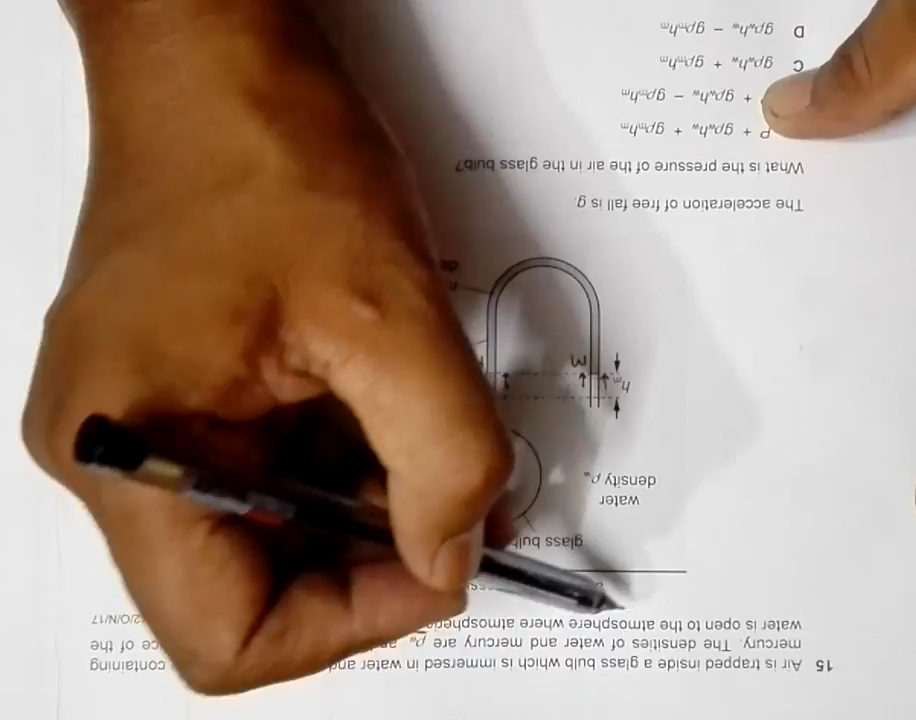 15 Air is trapped inside a glass bulb which is immersed in water and containing
mercury. The densities of water and mercury are ρw of the
water is open to the atmosphere where atmospheric 2/O/N/17
glass bulb
water
density ρw
hm
M
The acceleration of free fall is g.
What is the pressure of the air in the glass bulb?
P + gρwhw + gρmhm
+ gρwhw − gρmhm
C gρwhw + gρmhm
D gρwhw − gρmhm